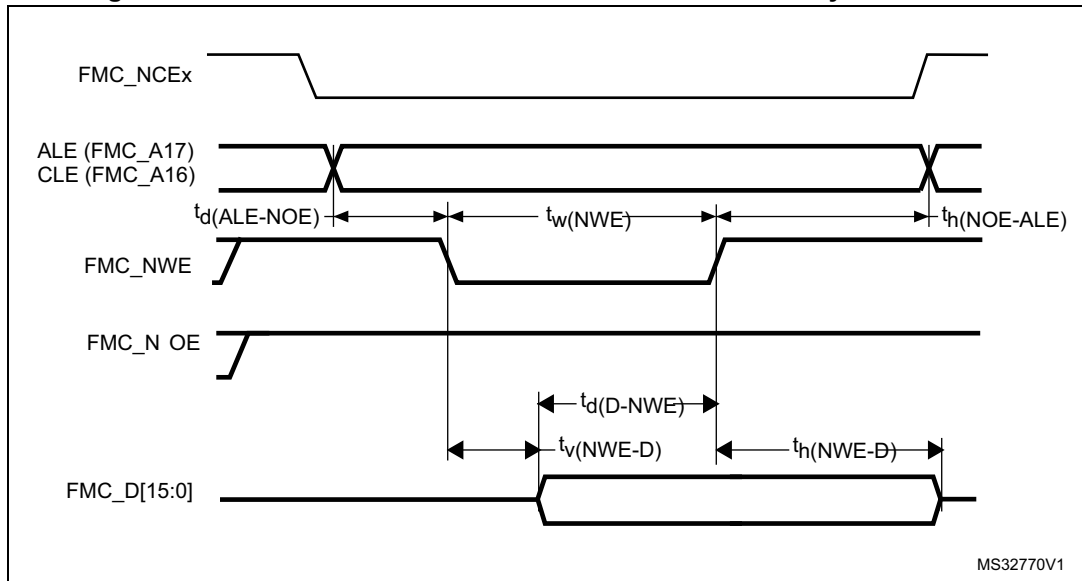 FMC_NCEx
ALE (FMC_A17)
CLE (FMC_A16)
td(ALE-NOE) tw(NWE) th(NOE-ALE)
FMC_NWE
FMC_N OE
td(D-NWE)
tv(NWE-D) th(NWE-D)
FMC_D[15:0]
MS32770V1